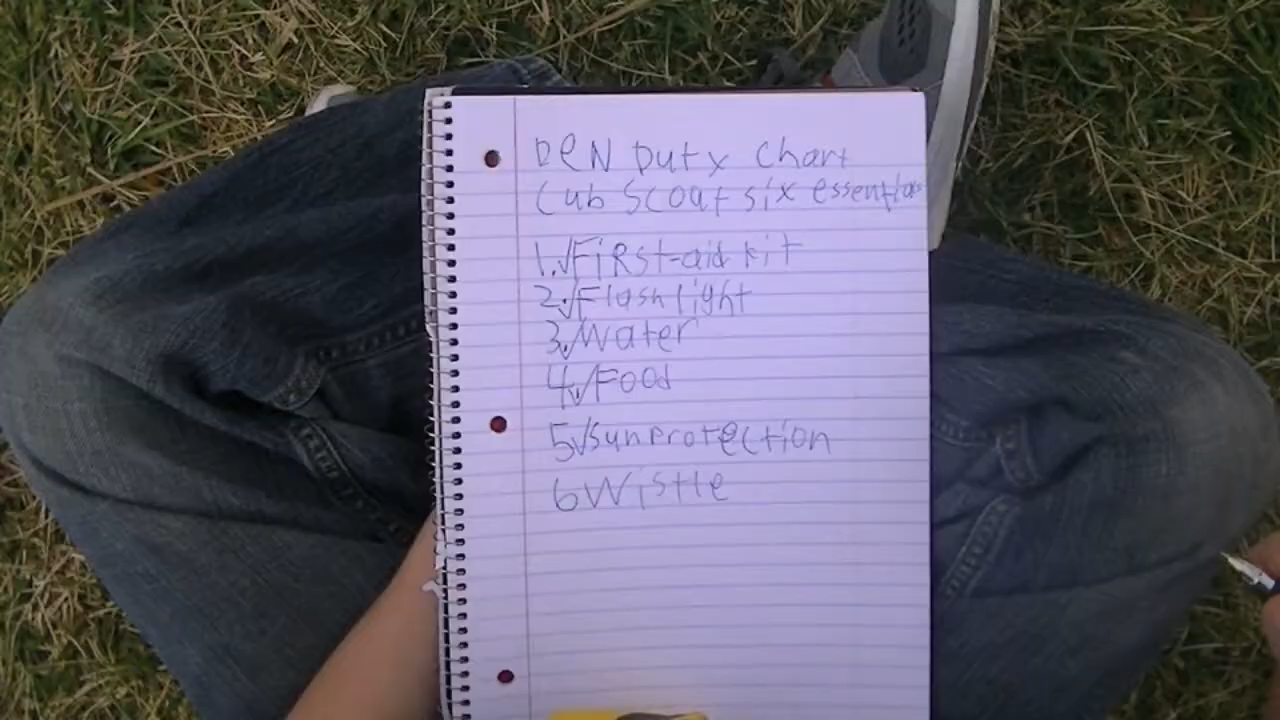 DEN Duty Chart
Cub Scout six essentials
1.√First-aid kit
2.√Flashlight
3.√Water
4.√Food
5√sunprotection
6Wistle